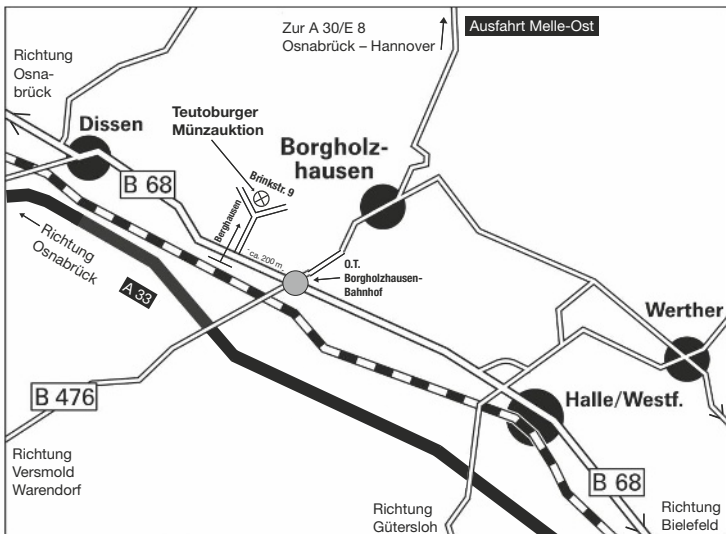 Zur A 30/E 8
Osnabrück – Hannover
Ausfahrt Melle-Ost
Richtung
Osna-
brück
Teutoburger
Münzauktion
Dissen
Borgholz-
hausen
B 68
Brinkstr. 9
Berghausen
ca. 200 m
O.T.
Borgholzhausen-
Bahnhof
Richtung
Osnabrück
A 33
Werther
B 476
Halle/Westf.
Richtung
Versmold
Warendorf
B 68
Richtung
Gütersloh
Richtung
Bielefeld